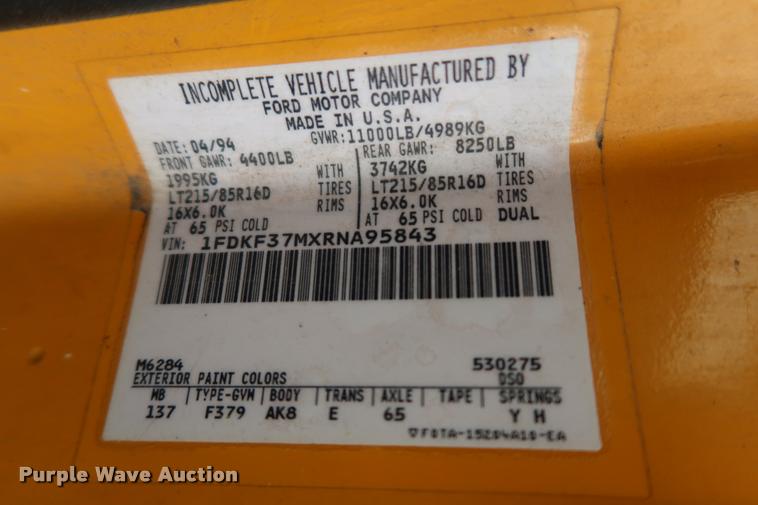 INCOMPLETE VEHICLE MANUFACTURED BY
FORD MOTOR COMPANY
MADE IN U.S.A.
DATE: 04/94 GVWR:11000LB/4989KG
FRONT GAWR: 4400LB REAR GAWR: 8250LB
1995KG WITH 3742KG WITH
LT215/85R16D TIRES LT215/85R16D TIRES
16X6.0K RIMS 16X6.0K RIMS
AT 65 PSI COLD AT 65 PSI COLD DUAL
VIN: 1FDKF37MXRNA95843
M6284 530275
EXTERIOR PAINT COLORS DSO
WB TYPE-GVM BODY TRANS AXLE TAPE SPRINGS
137 F379 AK8 E 65 Y H
F0TA-15Z04A10-EA
Purple Wave Auction